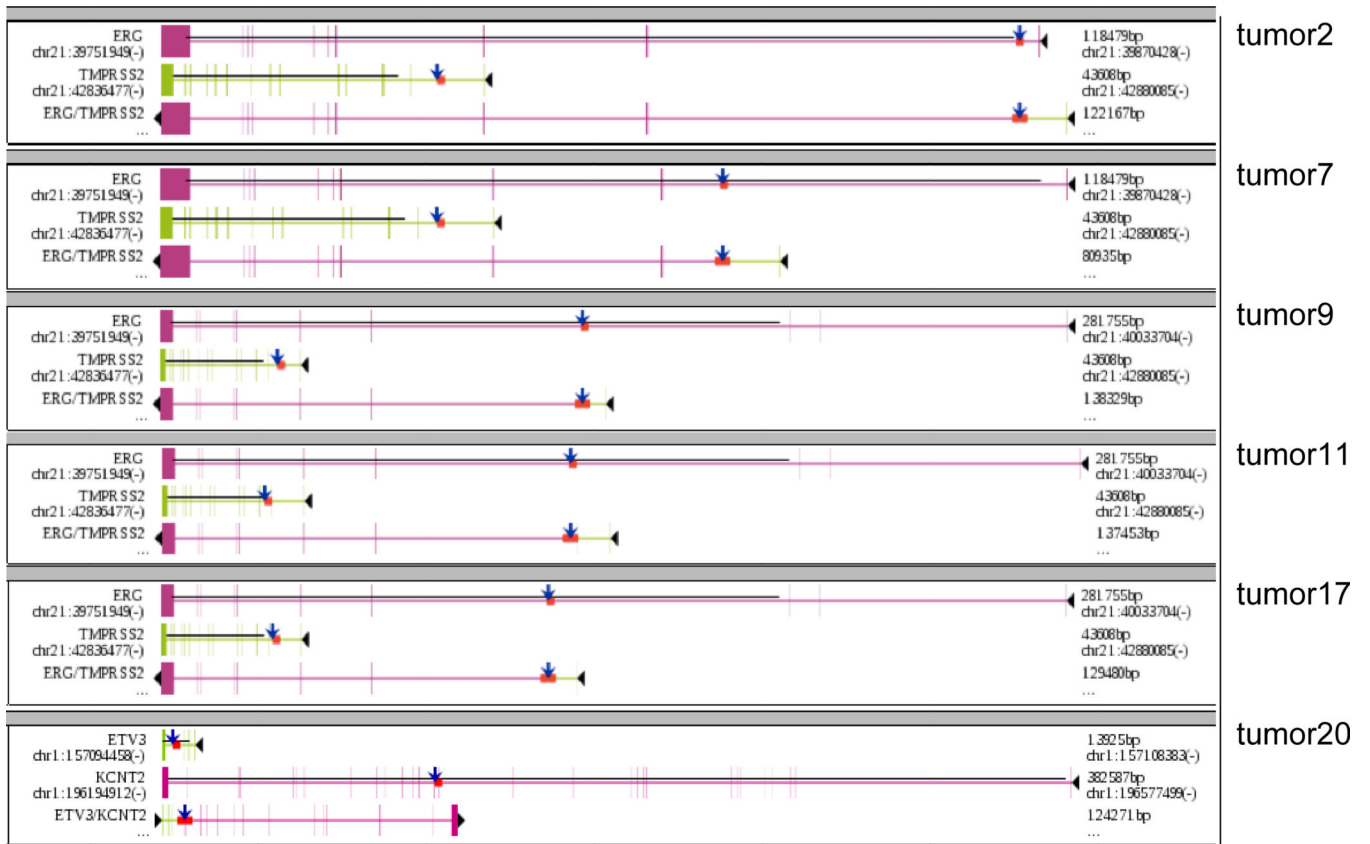 ERG 118479bp tumor2
chr21:39751949(-) chr21:39870428(-)
TMPRSS2 43608bp
chr21:42836477(-) chr21:42880085(-)
ERG/TMPRSS2 122167bp
... ...
ERG 118479bp tumor7
chr21:39751949(-) chr21:39870428(-)
TMPRSS2 43608bp
chr21:42836477(-) chr21:42880085(-)
ERG/TMPRSS2 80935bp
... ...
ERG 281755bp tumor9
chr21:39751949(-) chr21:40033704(-)
TMPRSS2 43608bp
chr21:42836477(-) chr21:42880085(-)
ERG/TMPRSS2 138329bp
... ...
ERG 281755bp tumor11
chr21:39751949(-) chr21:40033704(-)
TMPRSS2 43608bp
chr21:42836477(-) chr21:42880085(-)
ERG/TMPRSS2 137453bp
... ...
ERG 281755bp tumor17
chr21:39751949(-) chr21:40033704(-)
TMPRSS2 43608bp
chr21:42836477(-) chr21:42880085(-)
ERG/TMPRSS2 129480bp
... ...
ETV3 13925bp tumor20
chr1:157094458(-) chr1:157108383(-)
KCNT2 382587bp
chr1:196194912(-) chr1:196577499(-)
ETV3/KCNT2 124271bp
... ...